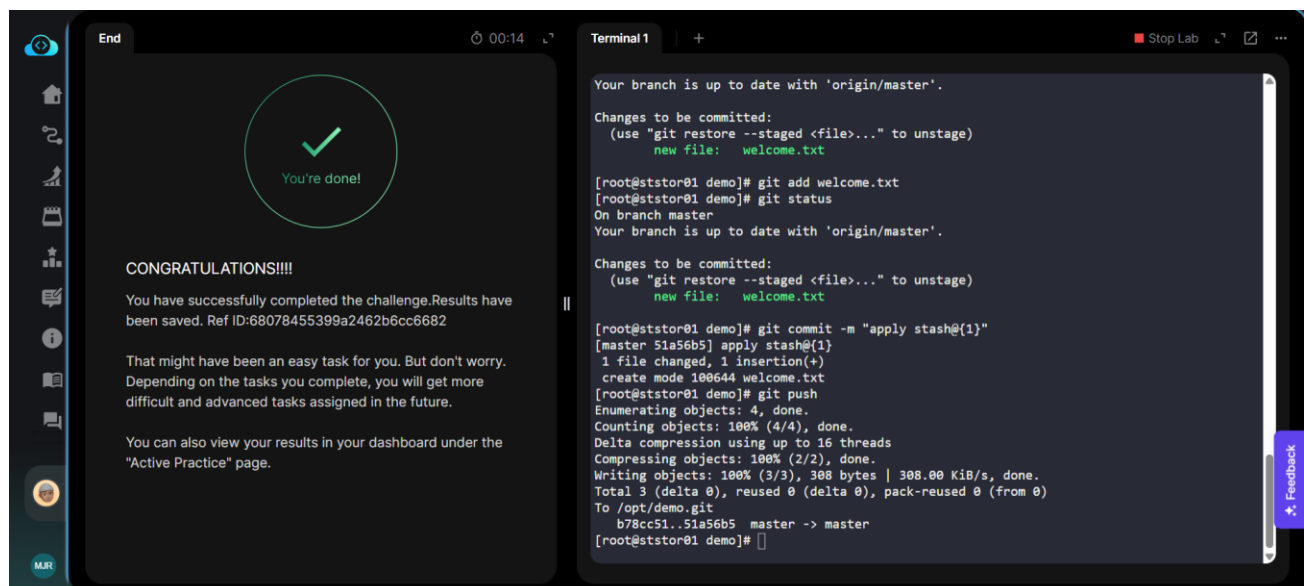 End
00:14
You're done!
CONGRATULATIONS!!!!
You have successfully completed the challenge.Results have
been saved. Ref ID:68078455399a2462b6cc6682
That might have been an easy task for you. But don't worry.
Depending on the tasks you complete, you will get more
difficult and advanced tasks assigned in the future.
You can also view your results in your dashboard under the
"Active Practice" page.
MJR
Terminal 1
+
Stop Lab
Your branch is up to date with 'origin/master'.
Changes to be committed:
(use "git restore --staged <file>..." to unstage)
new file: welcome.txt
[root@ststor01 demo]# git add welcome.txt
[root@ststor01 demo]# git status
On branch master
Your branch is up to date with 'origin/master'.
Changes to be committed:
(use "git restore --staged <file>..." to unstage)
new file: welcome.txt
[root@ststor01 demo]# git commit -m "apply stash@{1}"
[master 51a56b5] apply stash@{1}
1 file changed, 1 insertion(+)
create mode 100644 welcome.txt
[root@ststor01 demo]# git push
Enumerating objects: 4, done.
Counting objects: 100% (4/4), done.
Delta compression using up to 16 threads
Compressing objects: 100% (2/2), done.
Writing objects: 100% (3/3), 308 bytes | 308.00 KiB/s, done.
Total 3 (delta 0), reused 0 (delta 0), pack-reused 0 (from 0)
To /opt/demo.git
b78cc51..51a56b5 master -> master
[root@ststor01 demo]#
Feedback